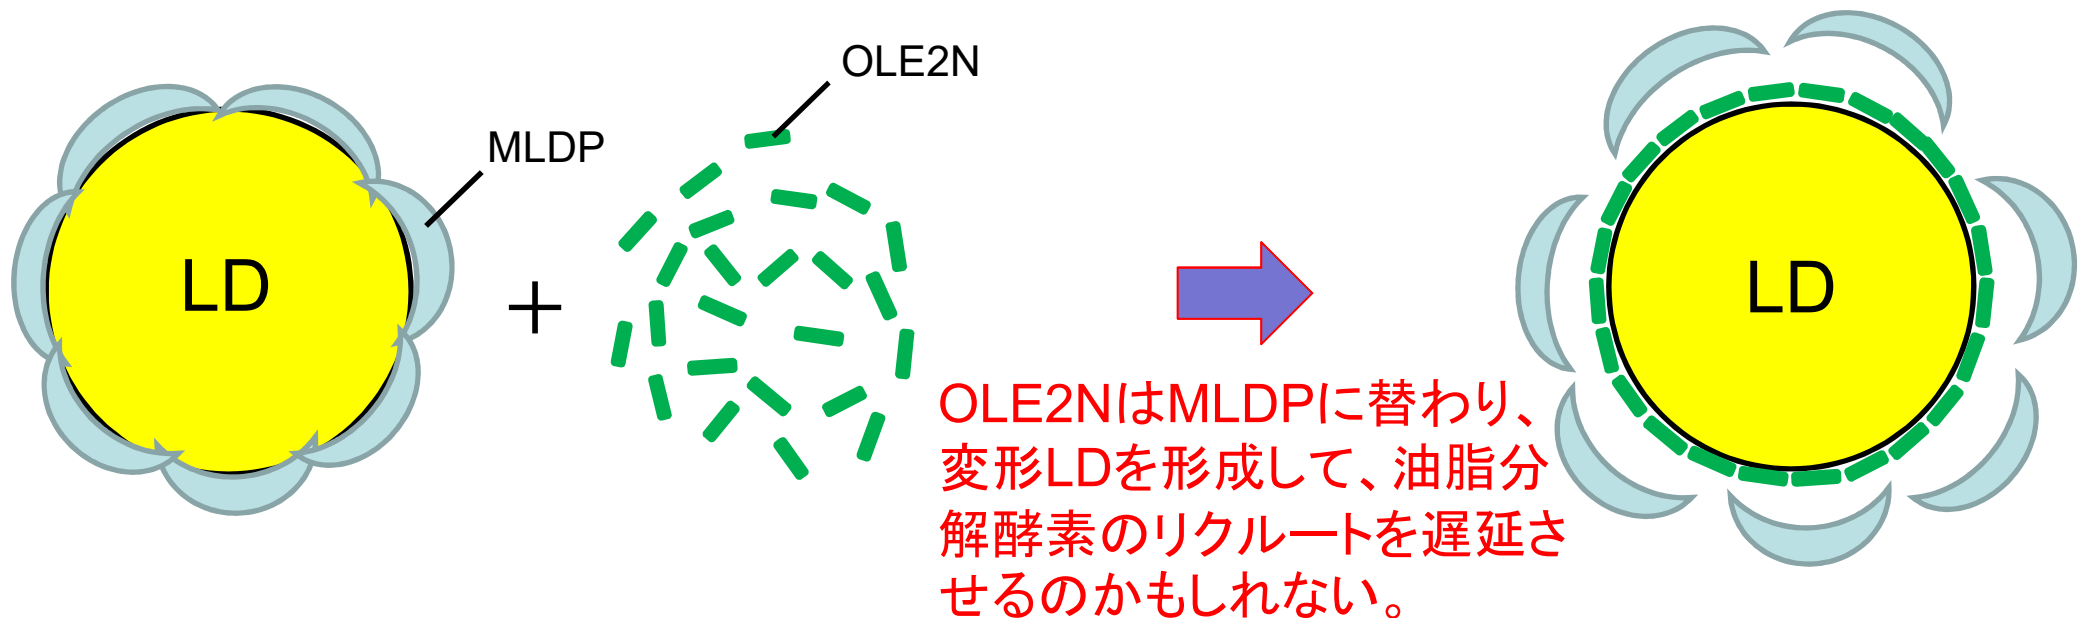 OLE2N
MLDP
LD
+
LD
OLE2NはMLDPに替わり、
変形LDを形成して、油脂分
解酵素のリクルートを遅延さ
せるのかもしれない。